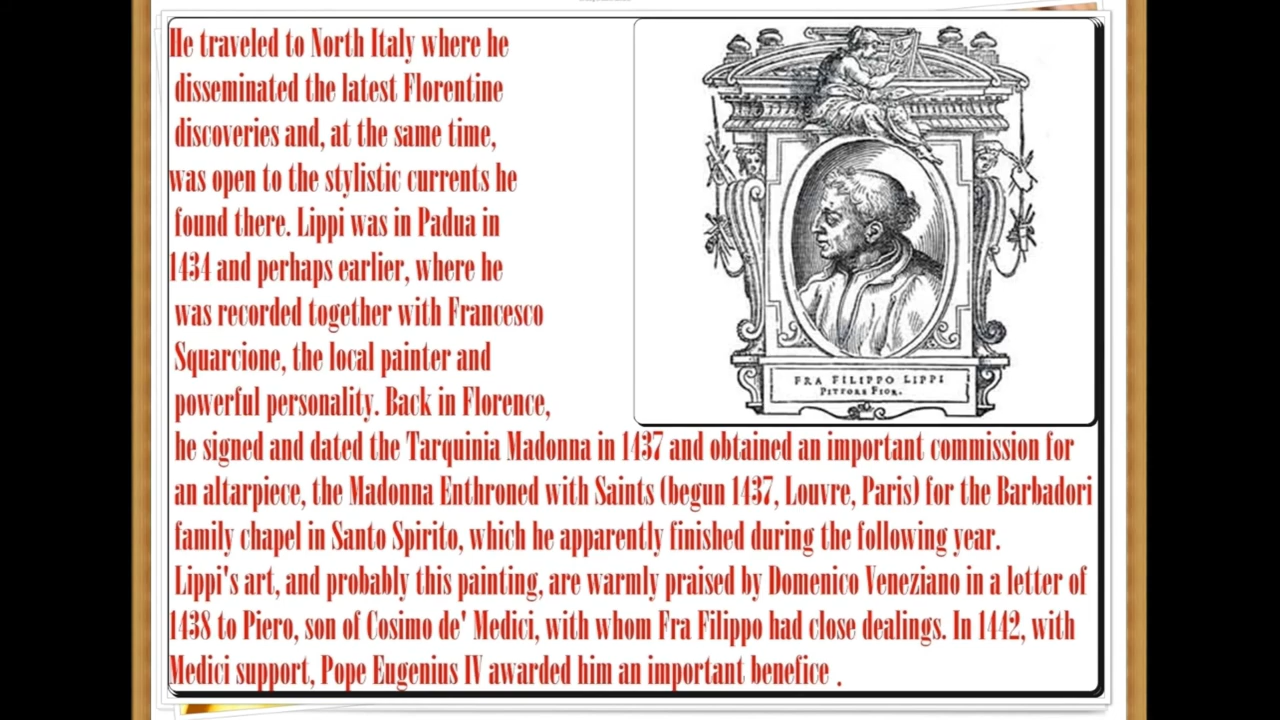 He traveled to North Italy where he
disseminated the latest Florentine
discoveries and, at the same time,
was open to the stylistic currents he
found there. Lippi was in Padua in
1434 and perhaps earlier, where he
was recorded together with Francesco
Squarcione, the local painter and
powerful personality. Back in Florence,
he signed and dated the Tarquinia Madonna in 1437 and obtained an important commission for
an altarpiece, the Madonna Enthroned with Saints (begun 1437, Louvre, Paris) for the Barbadori
family chapel in Santo Spirito, which he apparently finished during the following year.
Lippi's art, and probably this painting, are warmly praised by Domenico Veneziano in a letter of
1438 to Piero, son of Cosimo de' Medici, with whom Fra Filippo had close dealings. In 1442, with
Medici support, Pope Eugenius IV awarded him an important benefice .
FRA FILIPPO LIPPI
PITTORE FIOR.